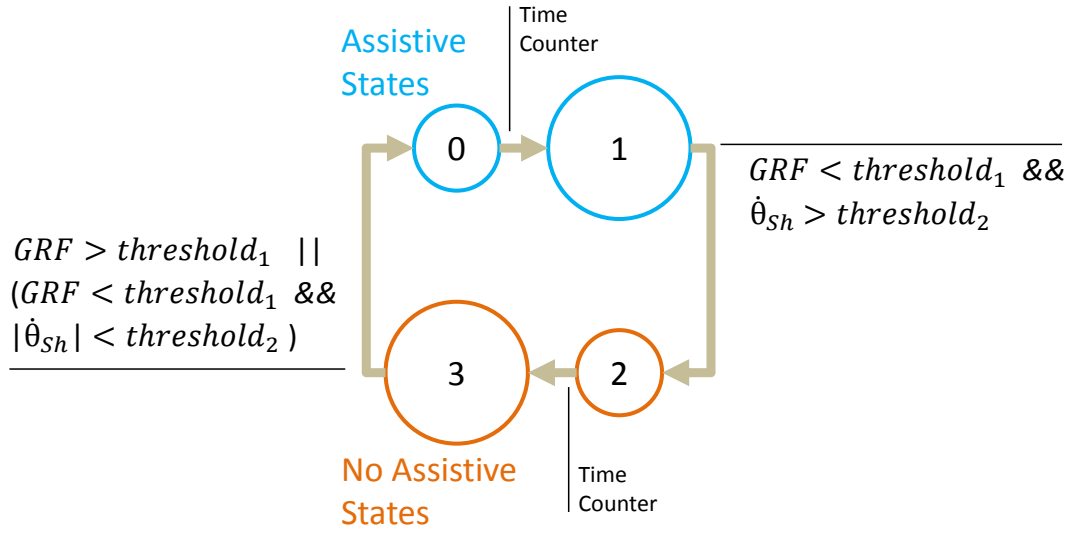 Assistive
States
Time
Counter
0
1
GRF < threshold₁ &&
θ̇_Sh > threshold₂
GRF > threshold₁ ||
(GRF < threshold₁ &&
|θ̇_Sh| < threshold₂ )
3
2
No Assistive
States
Time
Counter